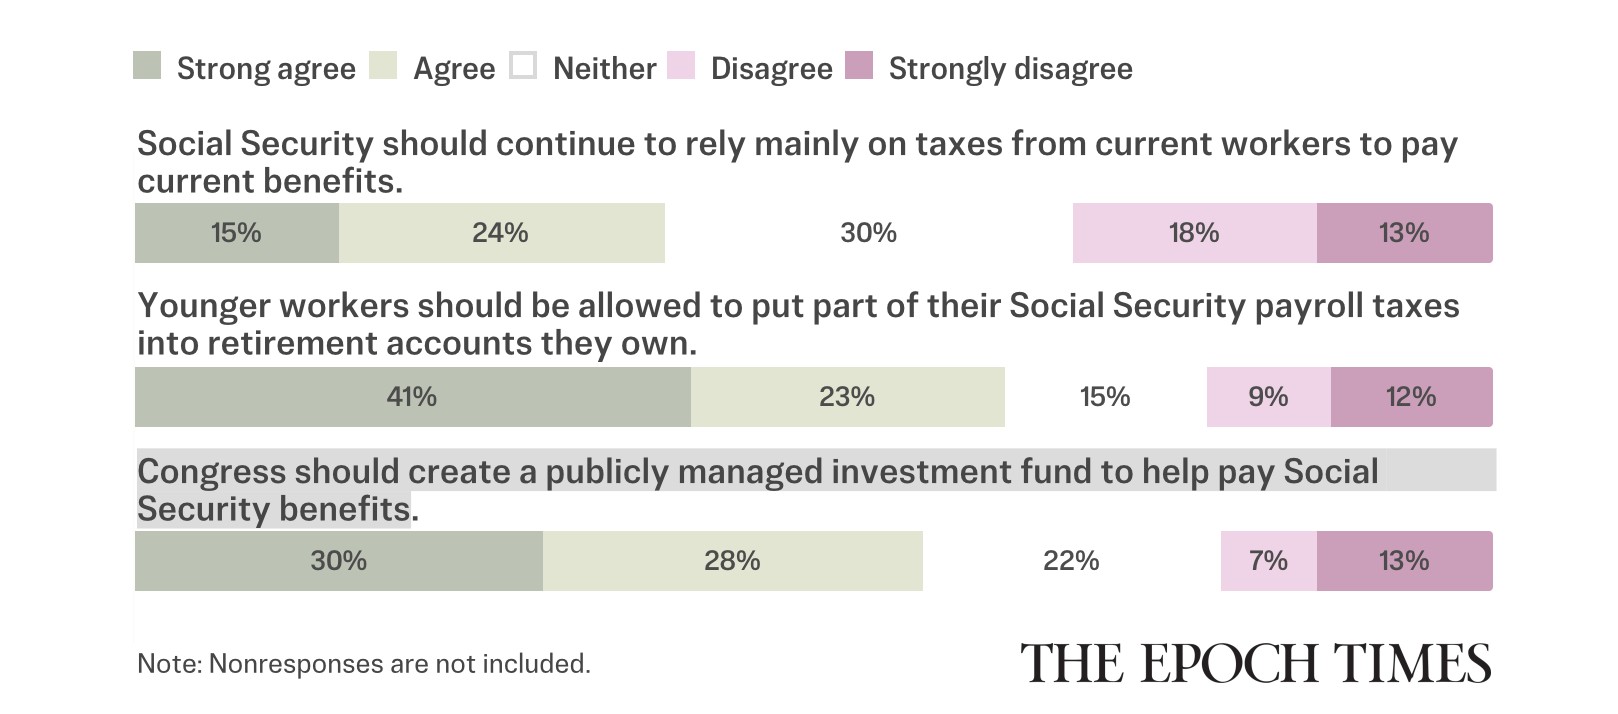 Strong agree Agree Neither Disagree Strongly disagree
Social Security should continue to rely mainly on taxes from current workers to pay
current benefits.
15% 24% 30% 18% 13%
Younger workers should be allowed to put part of their Social Security payroll taxes
into retirement accounts they own.
41% 23% 15% 9% 12%
Congress should create a publicly managed investment fund to help pay Social
Security benefits.
30% 28% 22% 7% 13%
Note: Nonresponses are not included.
THE EPOCH TIMES